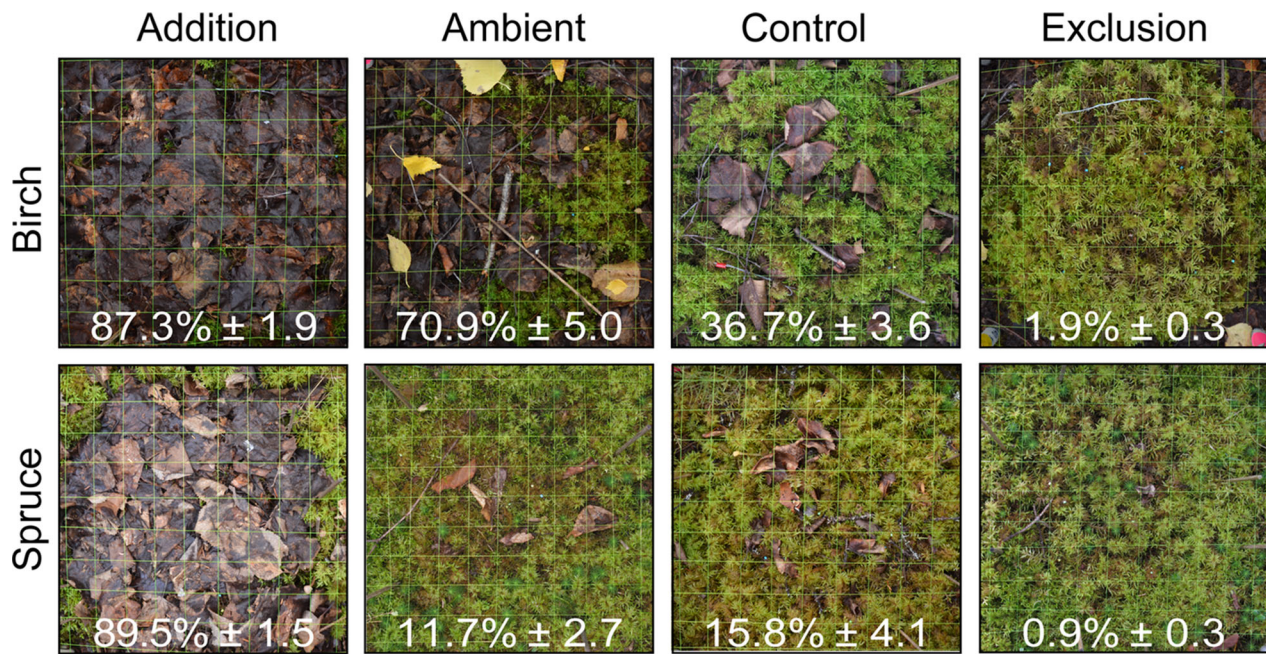 Addition Ambient Control Exclusion
Birch
87.3% ± 1.9 70.9% ± 5.0 36.7% ± 3.6 1.9% ± 0.3
Spruce
89.5% ± 1.5 11.7% ± 2.7 15.8% ± 4.1 0.9% ± 0.3